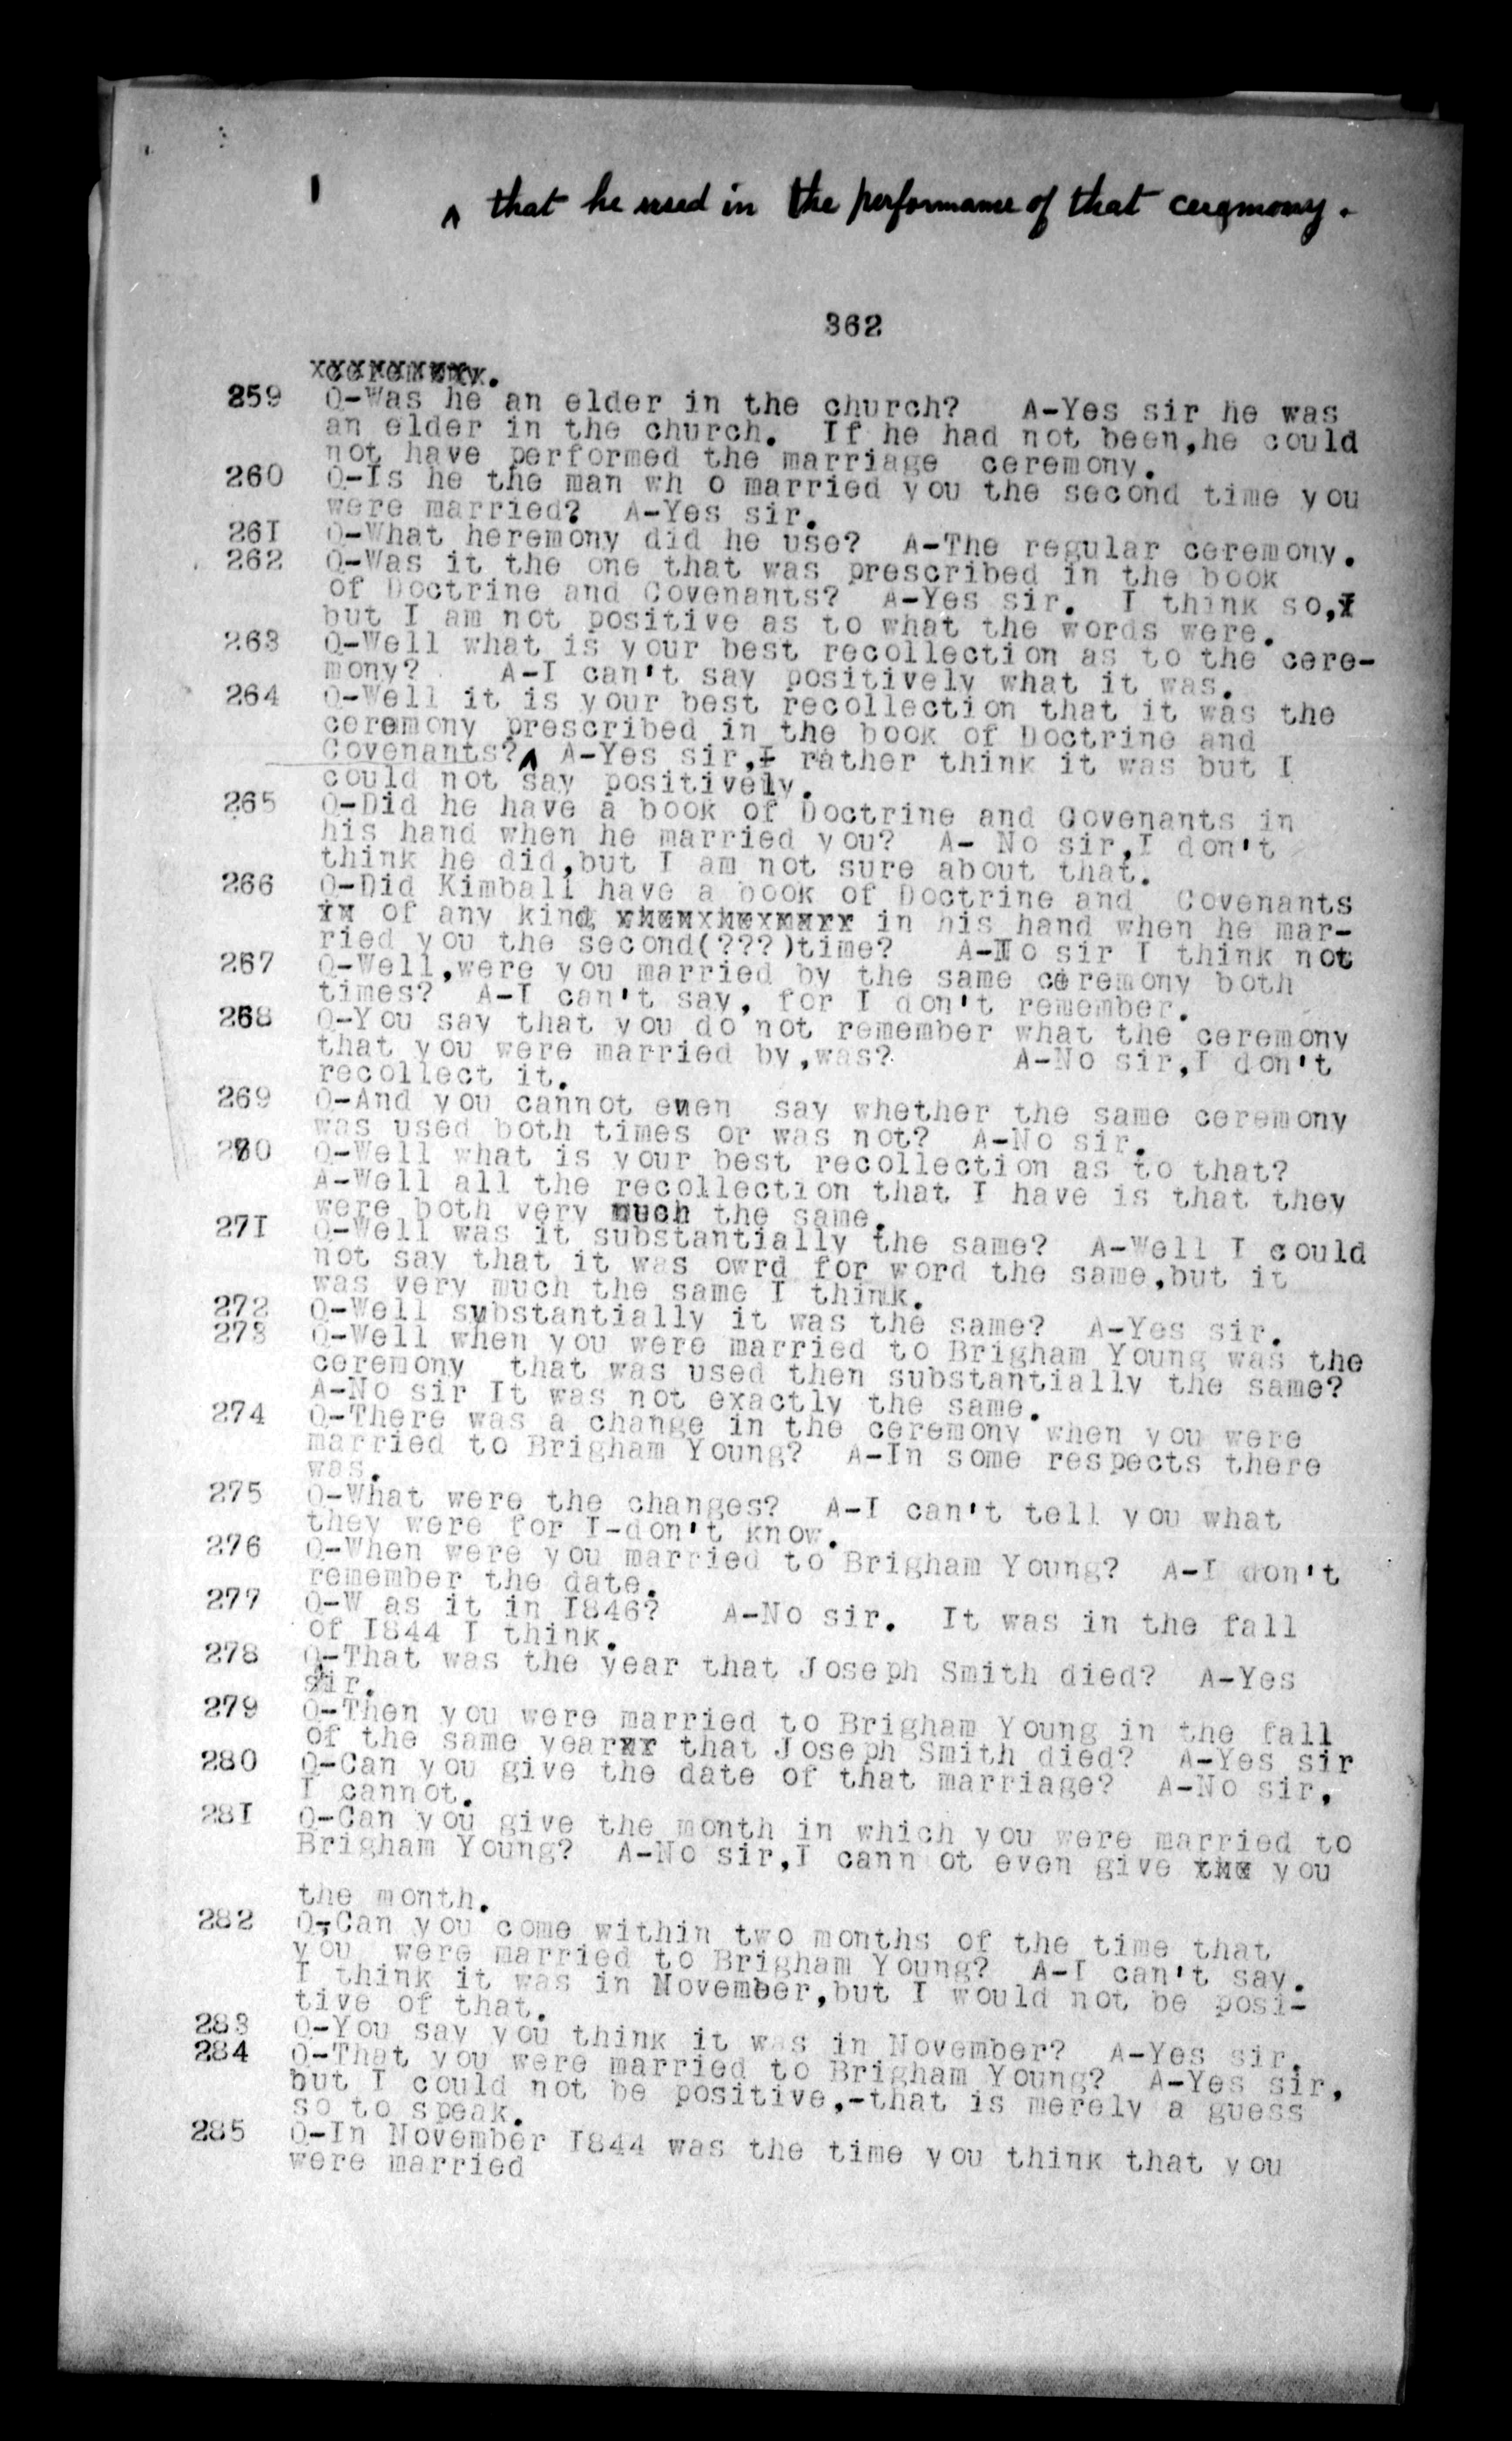 1 ^ that he used in the performance of that ceremony.
362
xceremony.
259 Q-Was he an elder in the church? A-Yes sir he was
an elder in the church. If he had not been,he could
not have performed the marriage ceremony.
260 Q-Is he the man wh o married you the second time you
were married? A-Yes sir.
261 Q-What heremony did he use? A-The regular ceremony.
262 Q-Was it the one that was prescribed in the book
of Doctrine and Covenants? A-Yes sir. I think so,I
but I am not positive as to what the words were.
263 Q-Well what is your best recollection as to the cere-
mony? A-I can't say positively what it was.
264 Q-Well it is your best recollection that it was the
ceremony prescribed in the book of Doctrine and
Covenants?^ A-Yes sir,I rather think it was but I
could not say positively.
265 Q-Did he have a book of Doctrine and Covenants in
his hand when he married you? A- No sir,I don't
think he did,but I am not sure about that.
266 Q-Did Kimball have a book of Doctrine and Covenants
of any kind in his hand when he mar-
ried you the second(???)time? A-No sir I think not
267 Q-Well,were you married by the same ceremony both
times? A-I can't say, for I don't remember.
268 Q-You say that you do not remember what the ceremony
that you were married by,was? A-No sir,I don't
recollect it.
269 Q-And you cannot even say whether the same ceremony
was used both times or was not? A-No sir.
270 Q-Well what is your best recollection as to that?
A-Well all the recollection that I have is that they
were both very much the same.
271 Q-Well was it substantially the same? A-Well I could
not say that it was owrd for word the same,but it
was very much the same I think.
272 Q-Well substantially it was the same? A-Yes sir.
273 Q-Well when you were married to Brigham Young was the
ceremony that was used then substantially the same?
A-No sir It was not exactly the same.
274 Q-There was a change in the ceremony when you were
married to Brigham Young? A-In some respects there
was.
275 Q-What were the changes? A-I can't tell you what
they were for I-don't know.
276 Q-When were you married to Brigham Young? A-I don't
remember the date.
277 Q-W as it in 1846? A-No sir. It was in the fall
of 1844 I think.
278 Q-That was the year that Joseph Smith died? A-Yes
sir.
279 Q-Then you were married to Brigham Young in the fall
of the same yearxr that Joseph Smith died? A-Yes sir
280 Q-Can you give the date of that marriage? A-No sir,
I cannot.
281 Q-Can you give the month in which you were married to
Brigham Young? A-No sir,I cann ot even give you
the month.
282 Q-Can you come within two months of the time that
you were married to Brigham Young? A-I can't say.
I think it was in November,but I would not be posi-
tive of that.
283 Q-You say you think it was in November? A-Yes sir.
284 Q-That you were married to Brigham Young? A-Yes sir,
but I could not be positive,-that is merely a guess
so to speak.
285 Q-In November 1844 was the time you think that you
were married